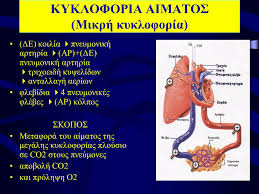 ΚΥΚΛΟΦΟΡΙΑ ΑΙΜΑΤΟΣ
(Μικρή κυκλοφορία)
• (ΔΕ) κοιλία πνευμονική
αρτηρία (ΑΡ)+(ΔΕ)
πνευμονική αρτηρία
τριχοειδή κυψελίδων
ανταλλαγή αερίων
• φλεβίδια 4 πνευμονικές
φλέβες (ΑΡ) κόλπος
ΣΚΟΠΟΣ
• Μεταφορά του αίματος της
μεγάλης κυκλοφορίας πλούσιο
σε CO2 στους πνεύμονες
• αποβολή CO2
• και πρόληψη O2